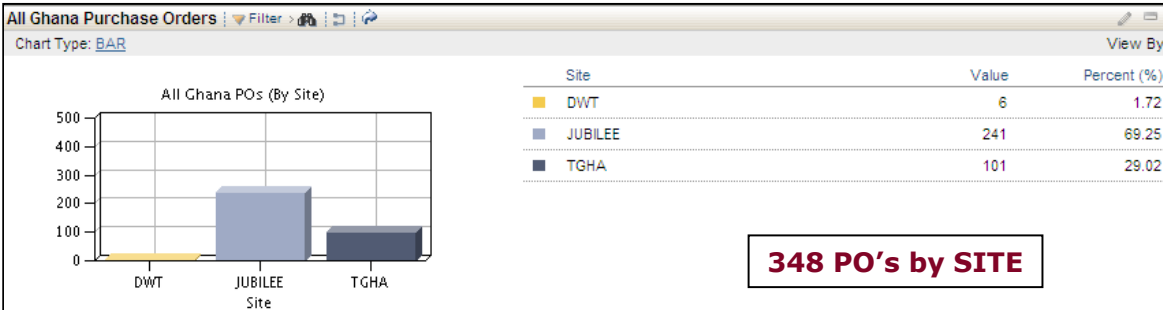 All Ghana Purchase Orders Filter >
Chart Type: BAR View By
All Ghana POs (By Site)
500
400
300
200
100
0
DWT JUBILEE TGHA
Site
Site Value Percent (%)
DWT 6 1.72
JUBILEE 241 69.25
TGHA 101 29.02
348 PO’s by SITE